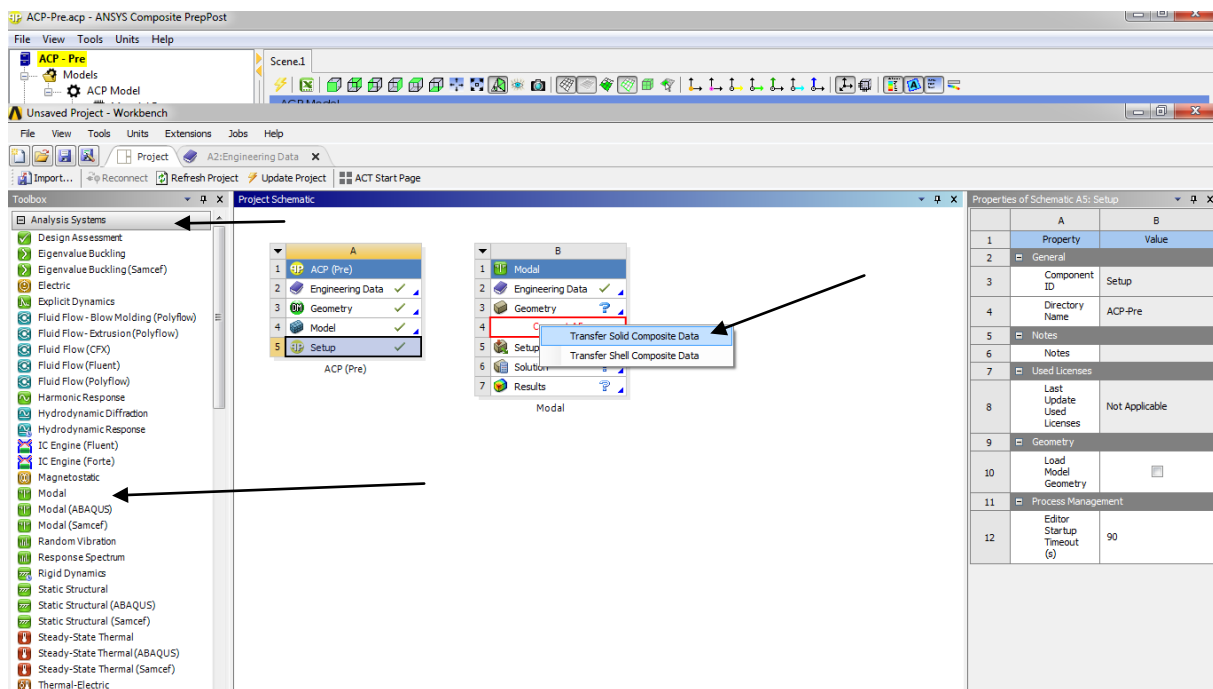 ACP-Pre.acp - ANSYS Composite PrepPost
File View Tools Units Help
ACP - Pre
Models
ACP Model
Scene.1
Unsaved Project - Workbench
File View Tools Units Extensions Jobs Help
Project
A2:Engineering Data
Import... Reconnect Refresh Project Update Project ACT Start Page
Toolbox
Analysis Systems
Design Assessment
Eigenvalue Buckling
Eigenvalue Buckling (Samcef)
Electric
Explicit Dynamics
Fluid Flow - Blow Molding (Polyflow)
Fluid Flow - Extrusion (Polyflow)
Fluid Flow (CFX)
Fluid Flow (Fluent)
Fluid Flow (Polyflow)
Harmonic Response
Hydrodynamic Diffraction
Hydrodynamic Response
IC Engine (Fluent)
IC Engine (Forte)
Magnetostatic
Modal
Modal (ABAQUS)
Modal (Samcef)
Random Vibration
Response Spectrum
Rigid Dynamics
Static Structural
Static Structural (ABAQUS)
Static Structural (Samcef)
Steady-State Thermal
Steady-State Thermal (ABAQUS)
Steady-State Thermal (Samcef)
Thermal-Electric
Project Schematic
A
1 ACP (Pre)
2 Engineering Data
3 Geometry
4 Model
5 Setup
ACP (Pre)
B
1 Modal
2 Engineering Data
3 Geometry
4
5 Setup
6 Solution
7 Results
Modal
Transfer Solid Composite Data
Transfer Shell Composite Data
Properties of Schematic A5: Setup
A B
1 Property Value
2 General
3 Component ID Setup
4 Directory Name ACP-Pre
5 Notes
6 Notes
7 Used Licenses
8 Last Update Used Licenses Not Applicable
9 Geometry
10 Load Model Geometry
11 Process Management
12 Editor Startup Timeout (s) 90